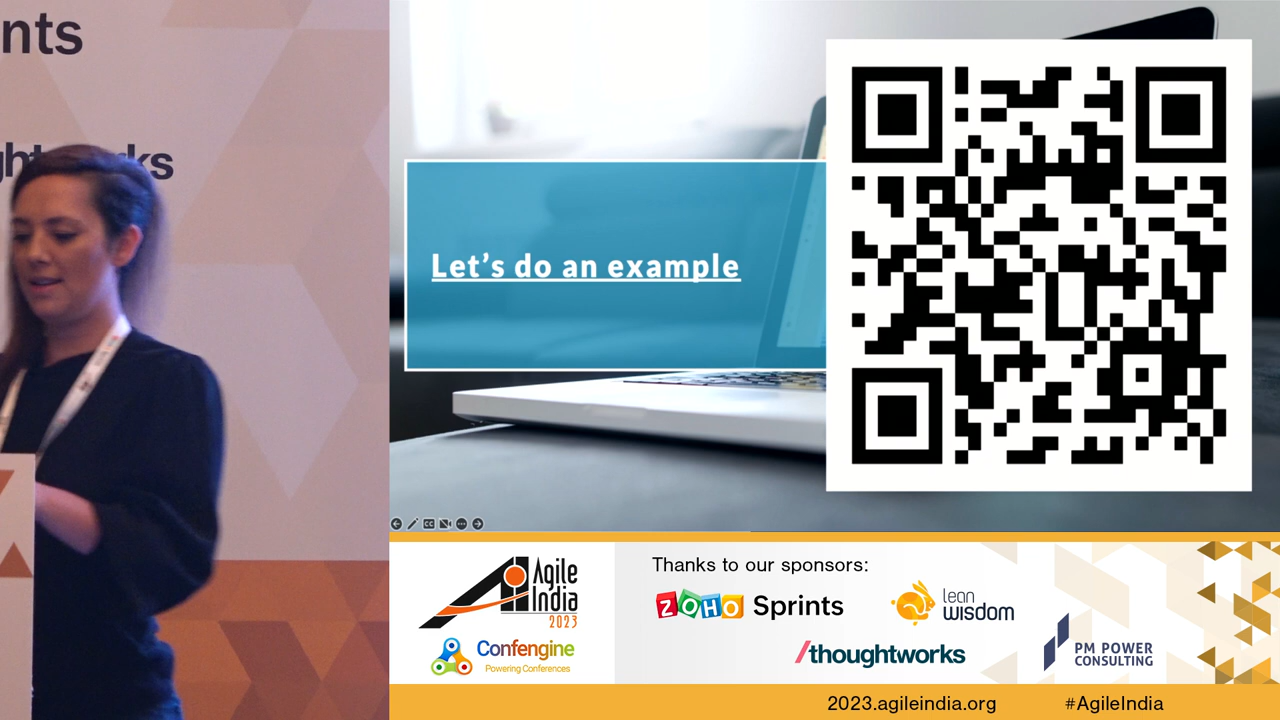 nts
ghtworks
Let's do an example
Agile
India
2023
Confengine
Powering Conferences
Thanks to our sponsors:
ZOHO Sprints
lean
wisdom
/thoughtworks
PM POWER
CONSULTING
2023.agileindia.org
#AgileIndia